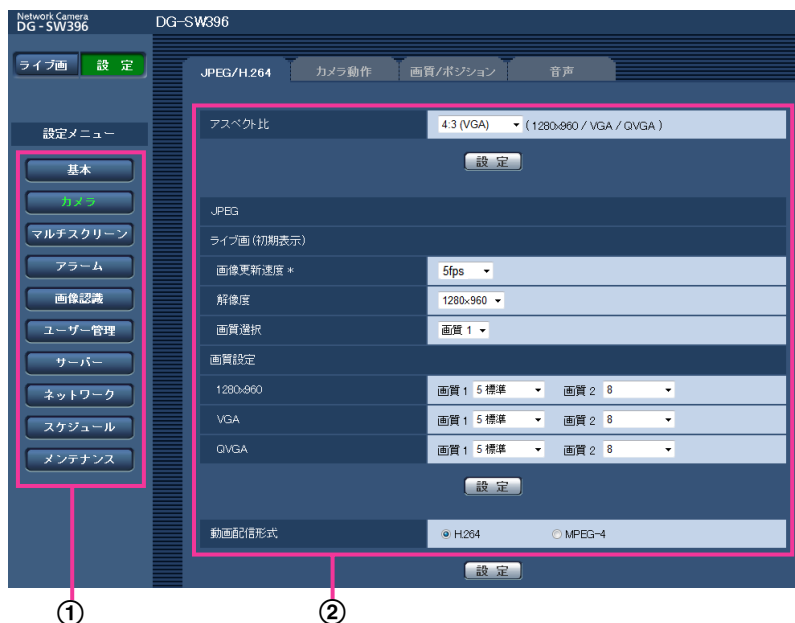 Network Camera
DG-SW396
DG-SW396
ライブ画 設定
設定メニュー
基本
カメラ
マルチスクリーン
アラーム
画像認識
ユーザー管理
サーバー
ネットワーク
スケジュール
メンテナンス
JPEG/H.264 カメラ動作 画質/ポジション 音声
アスペクト比 4:3 (VGA) (1280×960 / VGA / QVGA)
設定
JPEG
ライブ画(初期表示)
画像更新速度 * 5fps
解像度 1280×960
画質選択 画質 1
画質設定
1280×960 画質 1 5 標準 画質 2 8
VGA 画質 1 5 標準 画質 2 8
QVGA 画質 1 5 標準 画質 2 8
設定
動画配信形式 H.264 MPEG-4
設定
① ②